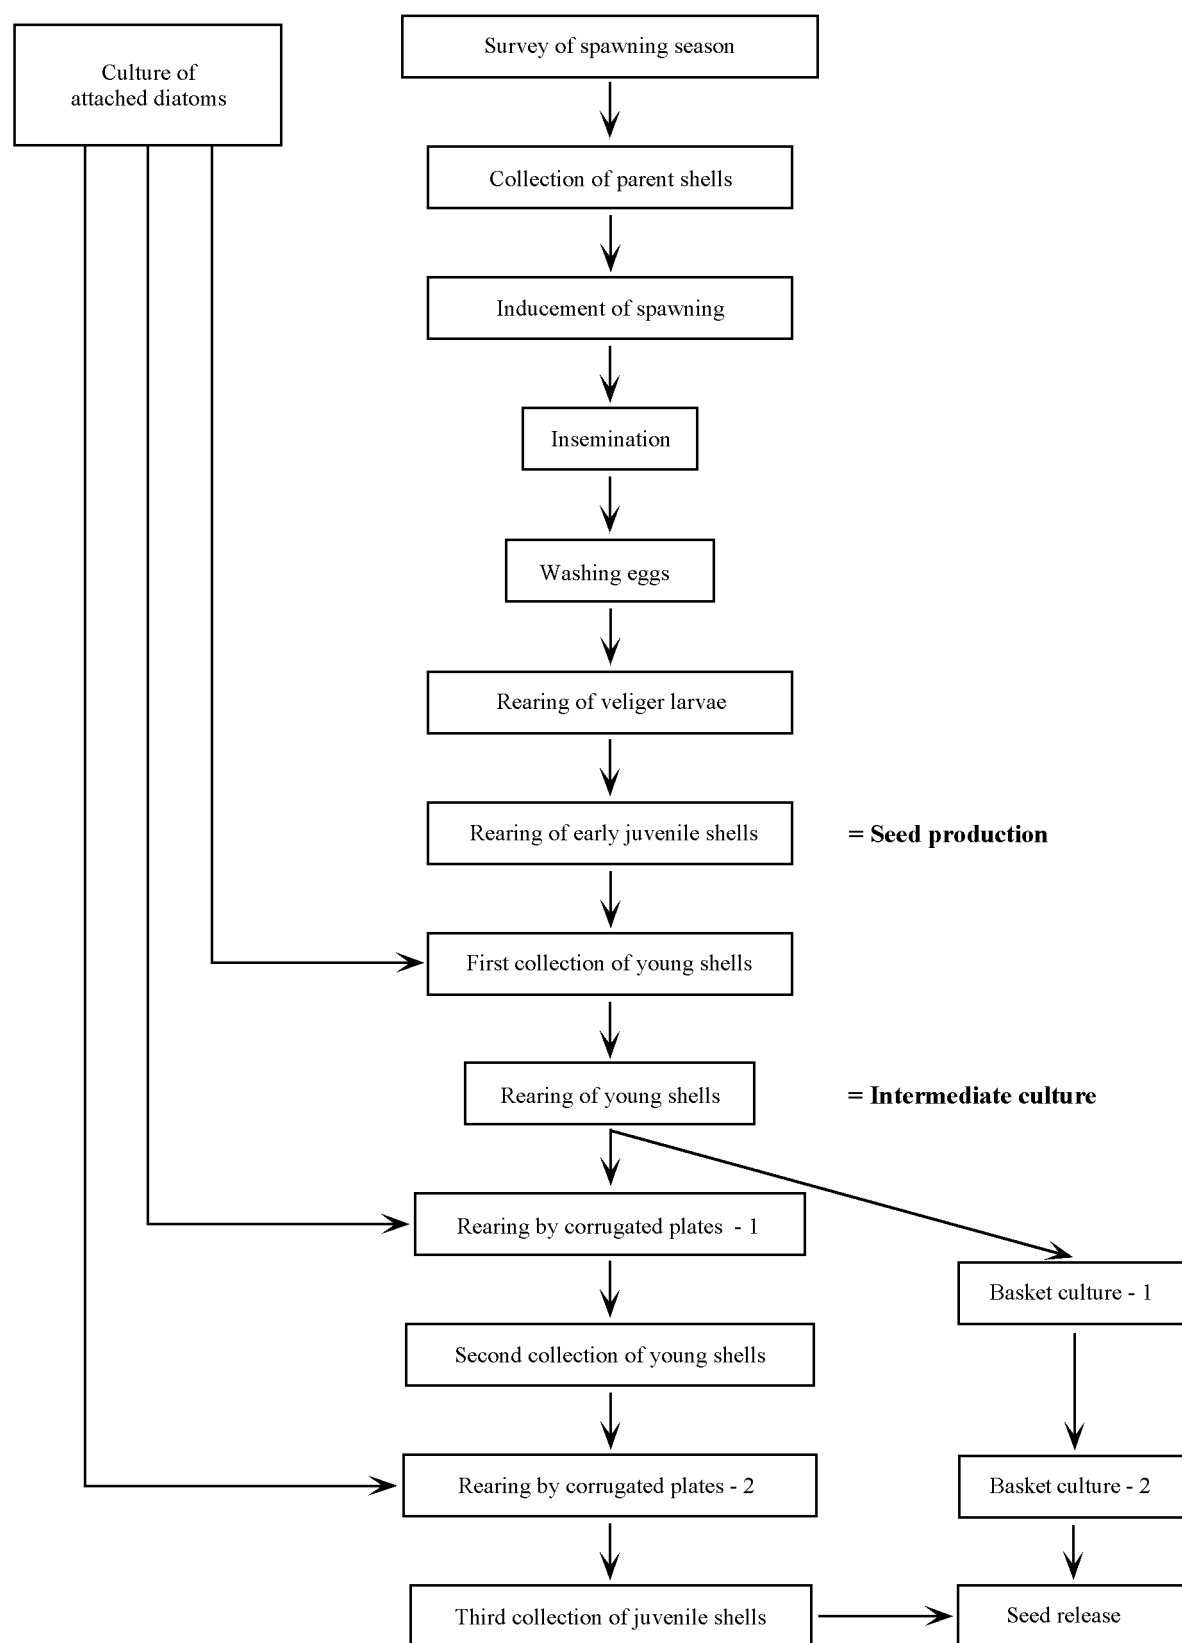 Survey of spawning season
Culture of
attached diatoms
Collection of parent shells
Inducement of spawning
Insemination
Washing eggs
Rearing of veliger larvae
Rearing of early juvenile shells
= Seed production
First collection of young shells
Rearing of young shells
= Intermediate culture
Rearing by corrugated plates - 1
Basket culture - 1
Second collection of young shells
Rearing by corrugated plates - 2
Basket culture - 2
Third collection of juvenile shells
Seed release